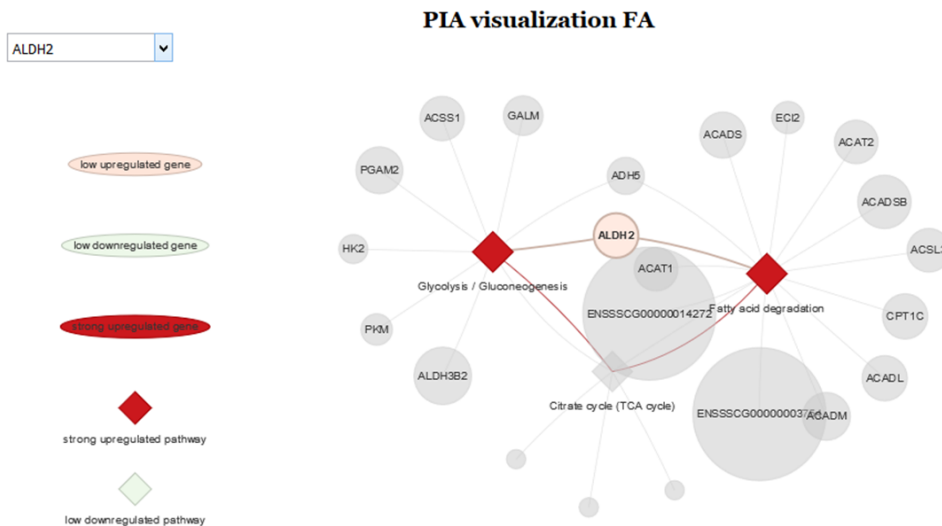 PIA visualization FA
ALDH2
low upregulated gene
low downregulated gene
strong upregulated gene
strong upregulated pathway
low downregulated pathway
ACSS1
GALM
PGAM2
HK2
PKM
ALDH3B2
Glycolysis / Gluconeogenesis
ADH5
ALDH2
ACAT1
ENSSSCG00000014272
Citrate cycle (TCA cycle)
ACADS
ECI2
ACAT2
ACADSB
Fatty acid degradation
CPT1C
ACADL
ACADM